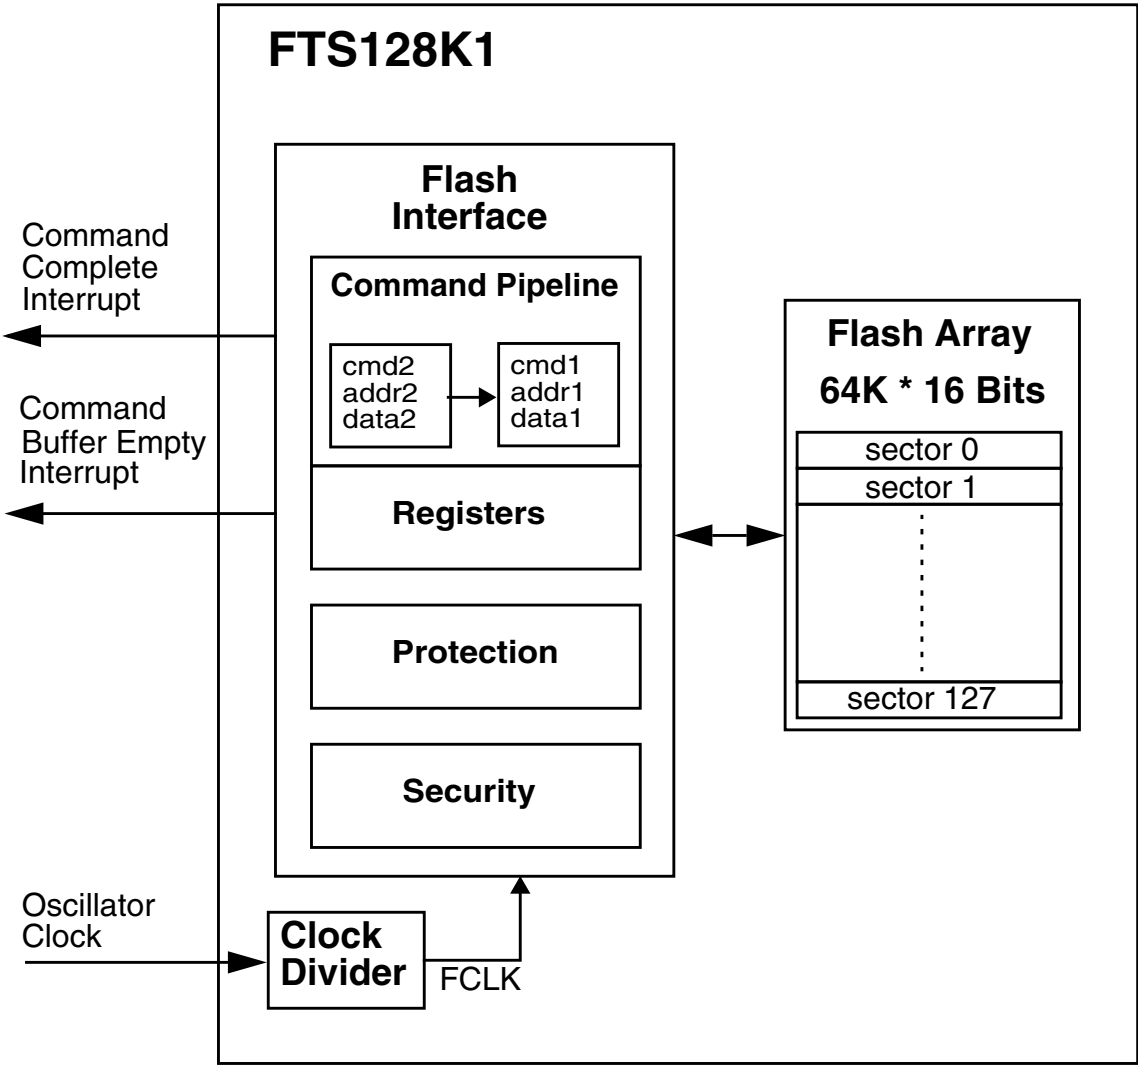 FTS128K1
Flash
Interface
Command
Complete
Interrupt
Command Pipeline
cmd2
addr2
data2
cmd1
addr1
data1
Command
Buffer Empty
Interrupt
Registers
Protection
Security
Flash Array
64K * 16 Bits
sector 0
sector 1
sector 127
Oscillator
Clock
Clock
Divider
FCLK